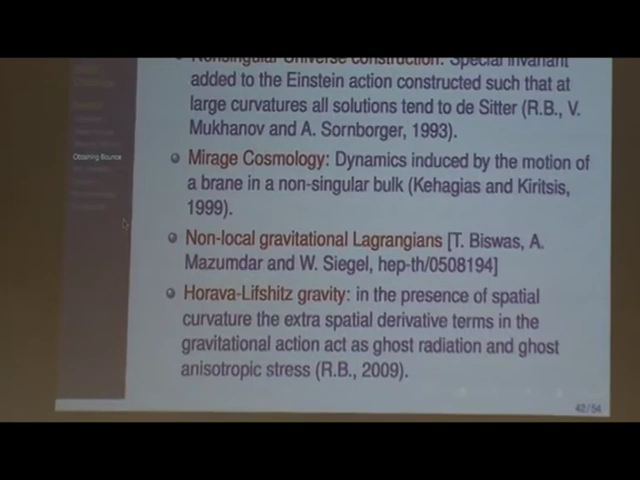 Nonsingular Universe construction: Special invariant
added to the Einstein action constructed such that at
large curvatures all solutions tend to de Sitter (R.B., V.
Mukhanov and A. Sornborger, 1993).
Mirage Cosmology: Dynamics induced by the motion of
a brane in a non-singular bulk (Kehagias and Kiritsis,
1999).
Non-local gravitational Lagrangians [T. Biswas, A.
Mazumdar and W. Siegel, hep-th/0508194]
Horava-Lifshitz gravity: in the presence of spatial
curvature the extra spatial derivative terms in the
gravitational action act as ghost radiation and ghost
anisotropic stress (R.B., 2009).
Obtaining Bounce
42/54